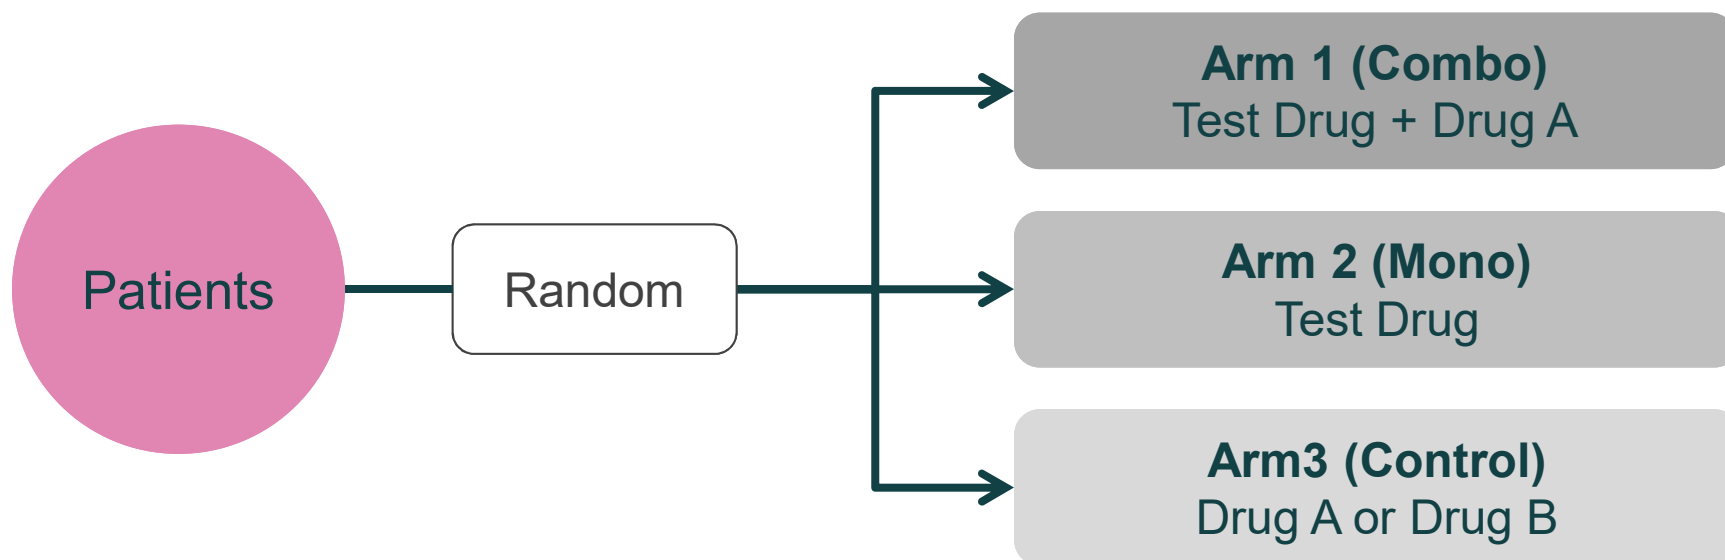 Patients
Random
Arm 1 (Combo)
Test Drug + Drug A
Arm 2 (Mono)
Test Drug
Arm3 (Control)
Drug A or Drug B